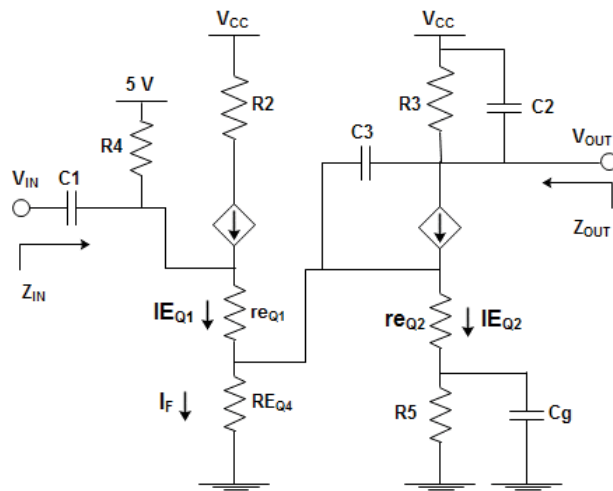 VCC
VCC
5 V
R2
R3
C2
R4
C3
VOUT
VIN
C1
ZIN
ZOUT
IEQ1
reQ1
reQ2
IEQ2
IF
REQ4
R5
Cg